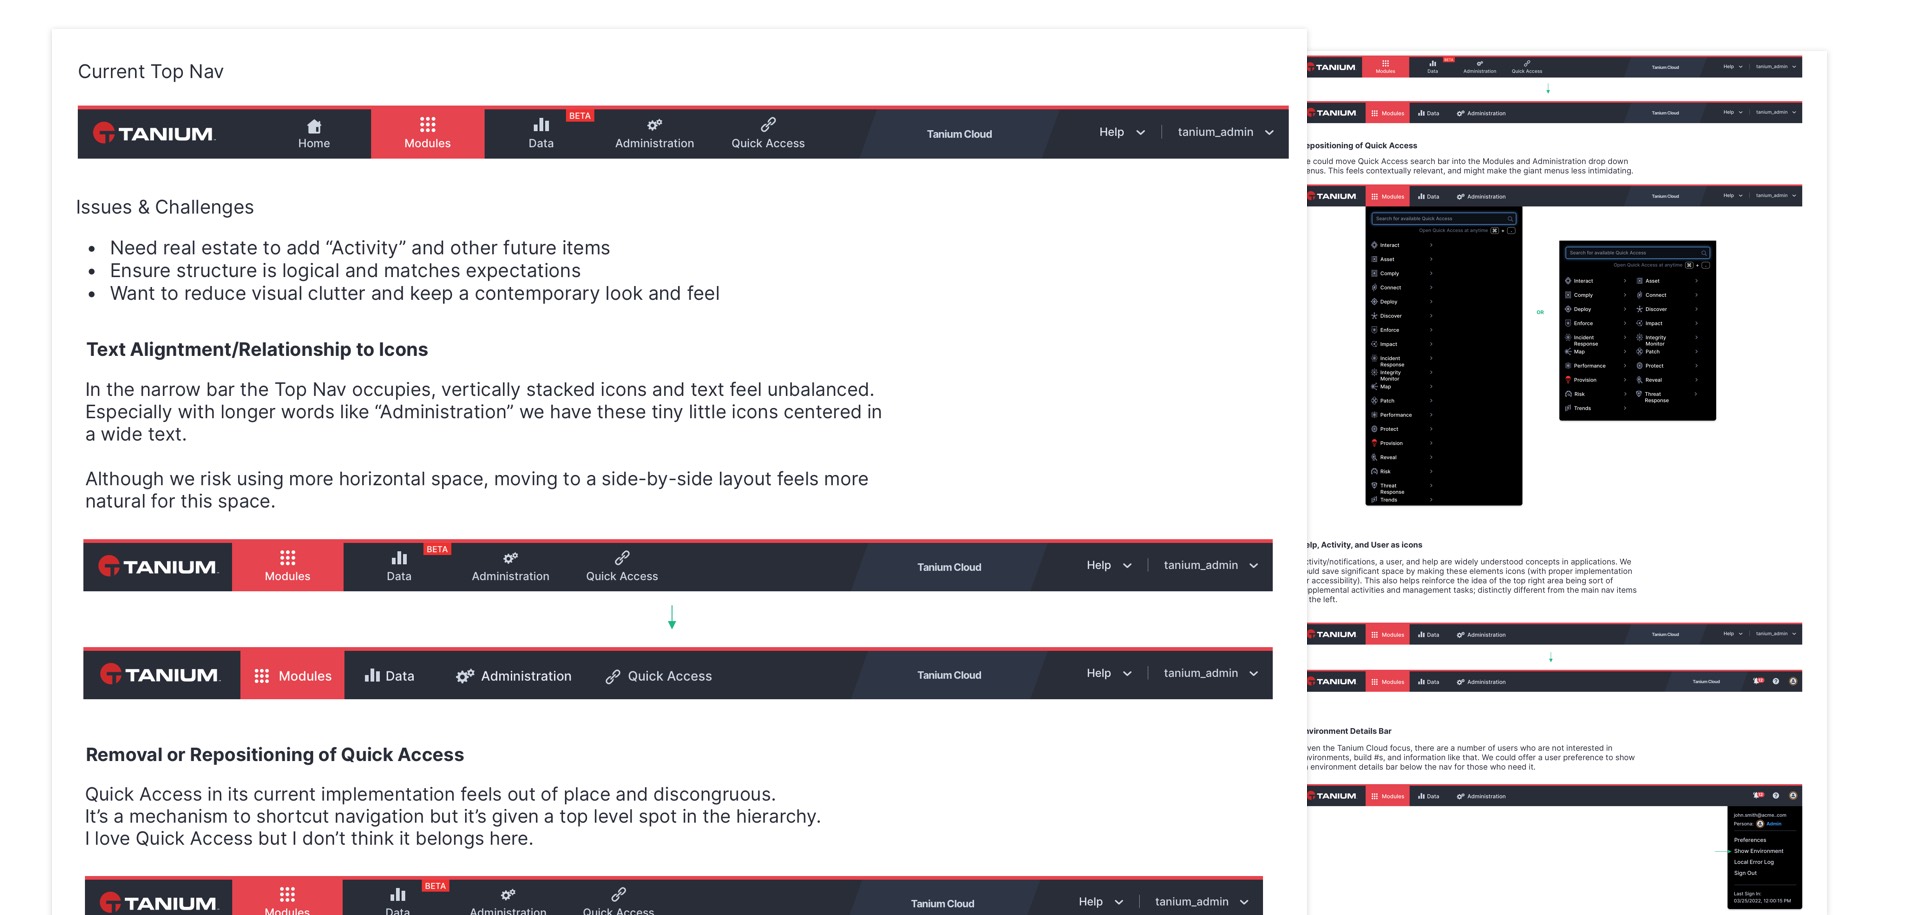 Current Top Nav
TANIUM
Home
Modules
Data
BETA
Administration
Quick Access
Tanium Cloud
Help
tanium_admin
Issues & Challenges
• Need real estate to add “Activity” and other future items
• Ensure structure is logical and matches expectations
• Want to reduce visual clutter and keep a contemporary look and feel
Text Aligntment/Relationship to Icons
In the narrow bar the Top Nav occupies, vertically stacked icons and text feel unbalanced.
Especially with longer words like “Administration” we have these tiny little icons centered in
a wide text.
Although we risk using more horizontal space, moving to a side-by-side layout feels more
natural for this space.
TANIUM
Modules
Data
BETA
Administration
Quick Access
Tanium Cloud
Help
tanium_admin
TANIUM
Modules
Data
Administration
Quick Access
Tanium Cloud
Help
tanium_admin
Removal or Repositioning of Quick Access
Quick Access in its current implementation feels out of place and discongruous.
It’s a mechanism to shortcut navigation but it’s given a top level spot in the hierarchy.
I love Quick Access but I don’t think it belongs here.
TANIUM
Modules
Data
BETA
Administration
Quick Access
Tanium Cloud
Help
tanium_admin
TANIUM
Modules
Data
BETA
Administration
Quick Access
Tanium Cloud
Help
tanium_admin
TANIUM
Modules
Data
Administration
Tanium Cloud
Help
tanium_admin
epositioning of Quick Access
e could move Quick Access search bar into the Modules and Administration drop down
enus. This feels contextually relevant, and might make the giant menus less intimidating.
TANIUM
Modules
Data
Administration
Tanium Cloud
Help
tanium_admin
Search for available Quick Access
Open Quick Access at anytime ⌘ +
Interact
Asset
Comply
Connect
Deploy
Discover
Enforce
Impact
Incident
Response
Integrity
Monitor
Map
Patch
Performance
Protect
Provision
Reveal
Risk
Threat
Response
Trends
OR
Search for available Quick Access
Open Quick Access at anytime ⌘ +
Interact
Asset
Comply
Connect
Deploy
Discover
Enforce
Impact
Incident
Response
Integrity
Monitor
Map
Patch
Performance
Protect
Provision
Reveal
Risk
Threat
Response
Trends
elp, Activity, and User as icons
ctivity/notifications, a user, and help are widely understood concepts in applications. We
uld save significant space by making these elements icons (with proper implementation
r accessibility). This also helps reinforce the idea of the top right area being sort of
pplemental activities and management tasks; distinctly different from the main nav items
the left.
TANIUM
Modules
Data
Administration
Tanium Cloud
Help
tanium_admin
TANIUM
Modules
Data
Administration
Tanium Cloud
nvironment Details Bar
ven the Tanium Cloud focus, there are a number of users who are not interested in
vironments, build #s, and information like that. We could offer a user preference to show
environment details bar below the nav for those who need it.
TANIUM
Modules
Data
Administration
john.smith@acme..com
Persona: Admin
Preferences
Show Environment
Local Error Log
Sign Out
Last Sign In:
03/25/2022, 12:00:15 PM